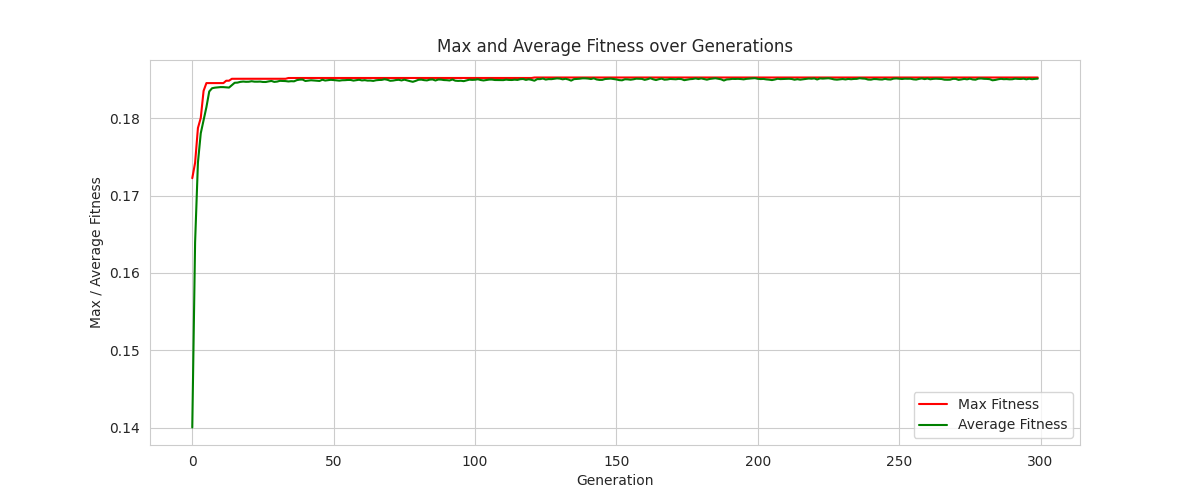 Max and Average Fitness over Generations
Max / Average Fitness
0.18
0.17
0.16
0.15
0.14
0
50
100
150
200
250
300
Generation
Max Fitness
Average Fitness